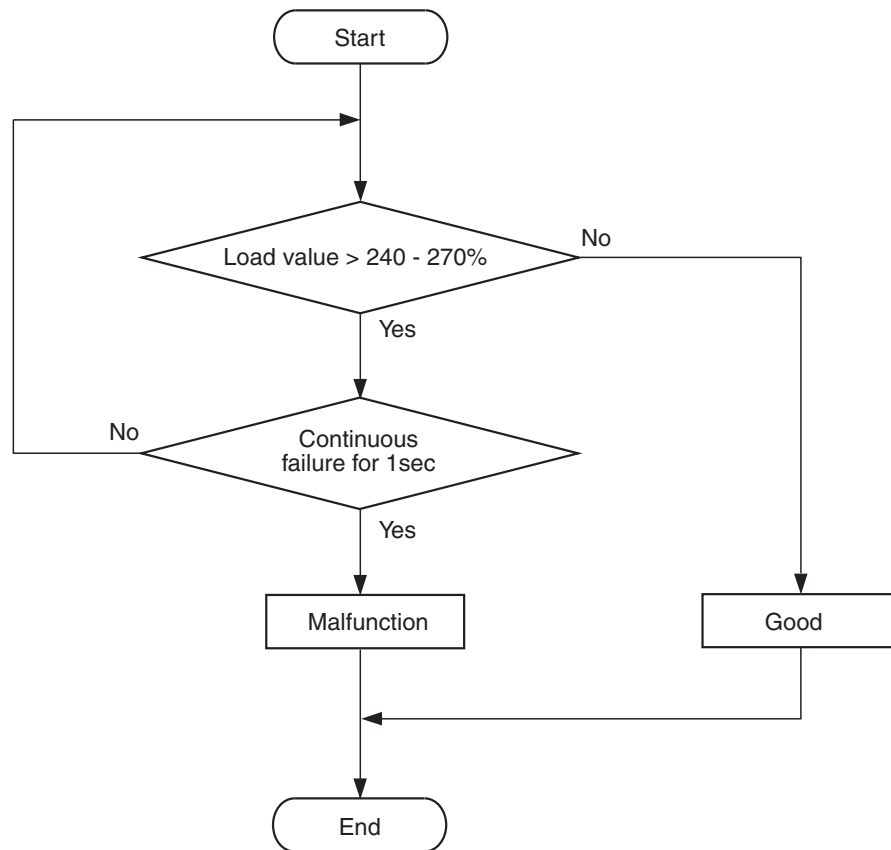 Start
Load value > 240 - 270%
No
Yes
No
Continuous
failure for 1sec
Yes
Malfunction
Good
End